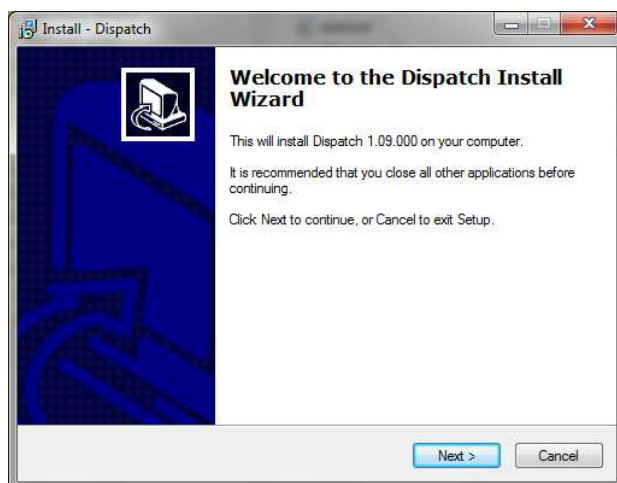 Install - Dispatch
Welcome to the Dispatch Install
Wizard
This will install Dispatch 1.09.000 on your computer.
It is recommended that you close all other applications before
continuing.
Click Next to continue, or Cancel to exit Setup.
Next >
Cancel